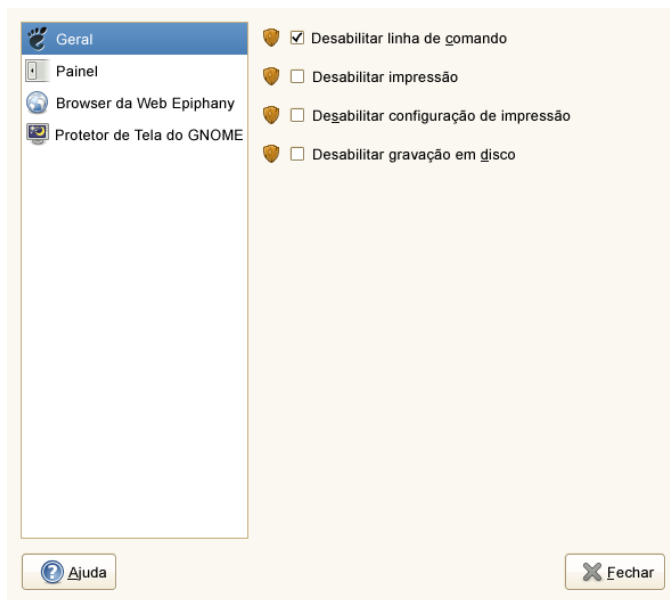 Geral
Painel
Browser da Web Epiphany
Protetor de Tela do GNOME
Desabilitar linha de comando
Desabilitar impressão
Desabilitar configuração de impressão
Desabilitar gravação em disco
Ajuda
Fechar